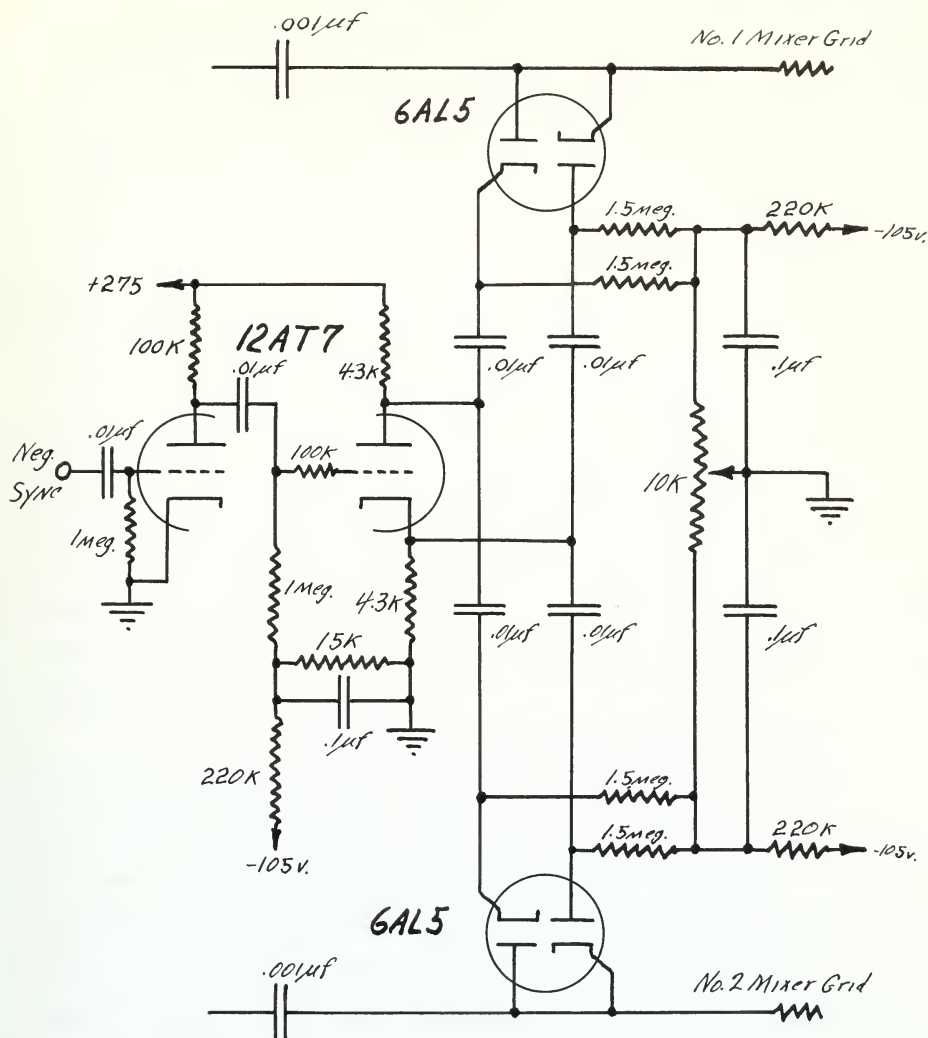 .001µf
No. 1 Mixer Grid
6AL5
1.5meg.
220K
-105v.
1.5meg.
+275
100K
12AT7
.01µf
4.3K
.01µf
.01µf
.1µf
.01µf
Neg.
Sync
100K
10K
1Meg.
1Meg.
4.3K
.01µf
.01µf
.1µf
15K
.1µf
220K
1.5meg.
1.5meg.
220K
-105v.
-105v.
6AL5
.001µf
No. 2 Mixer Grid